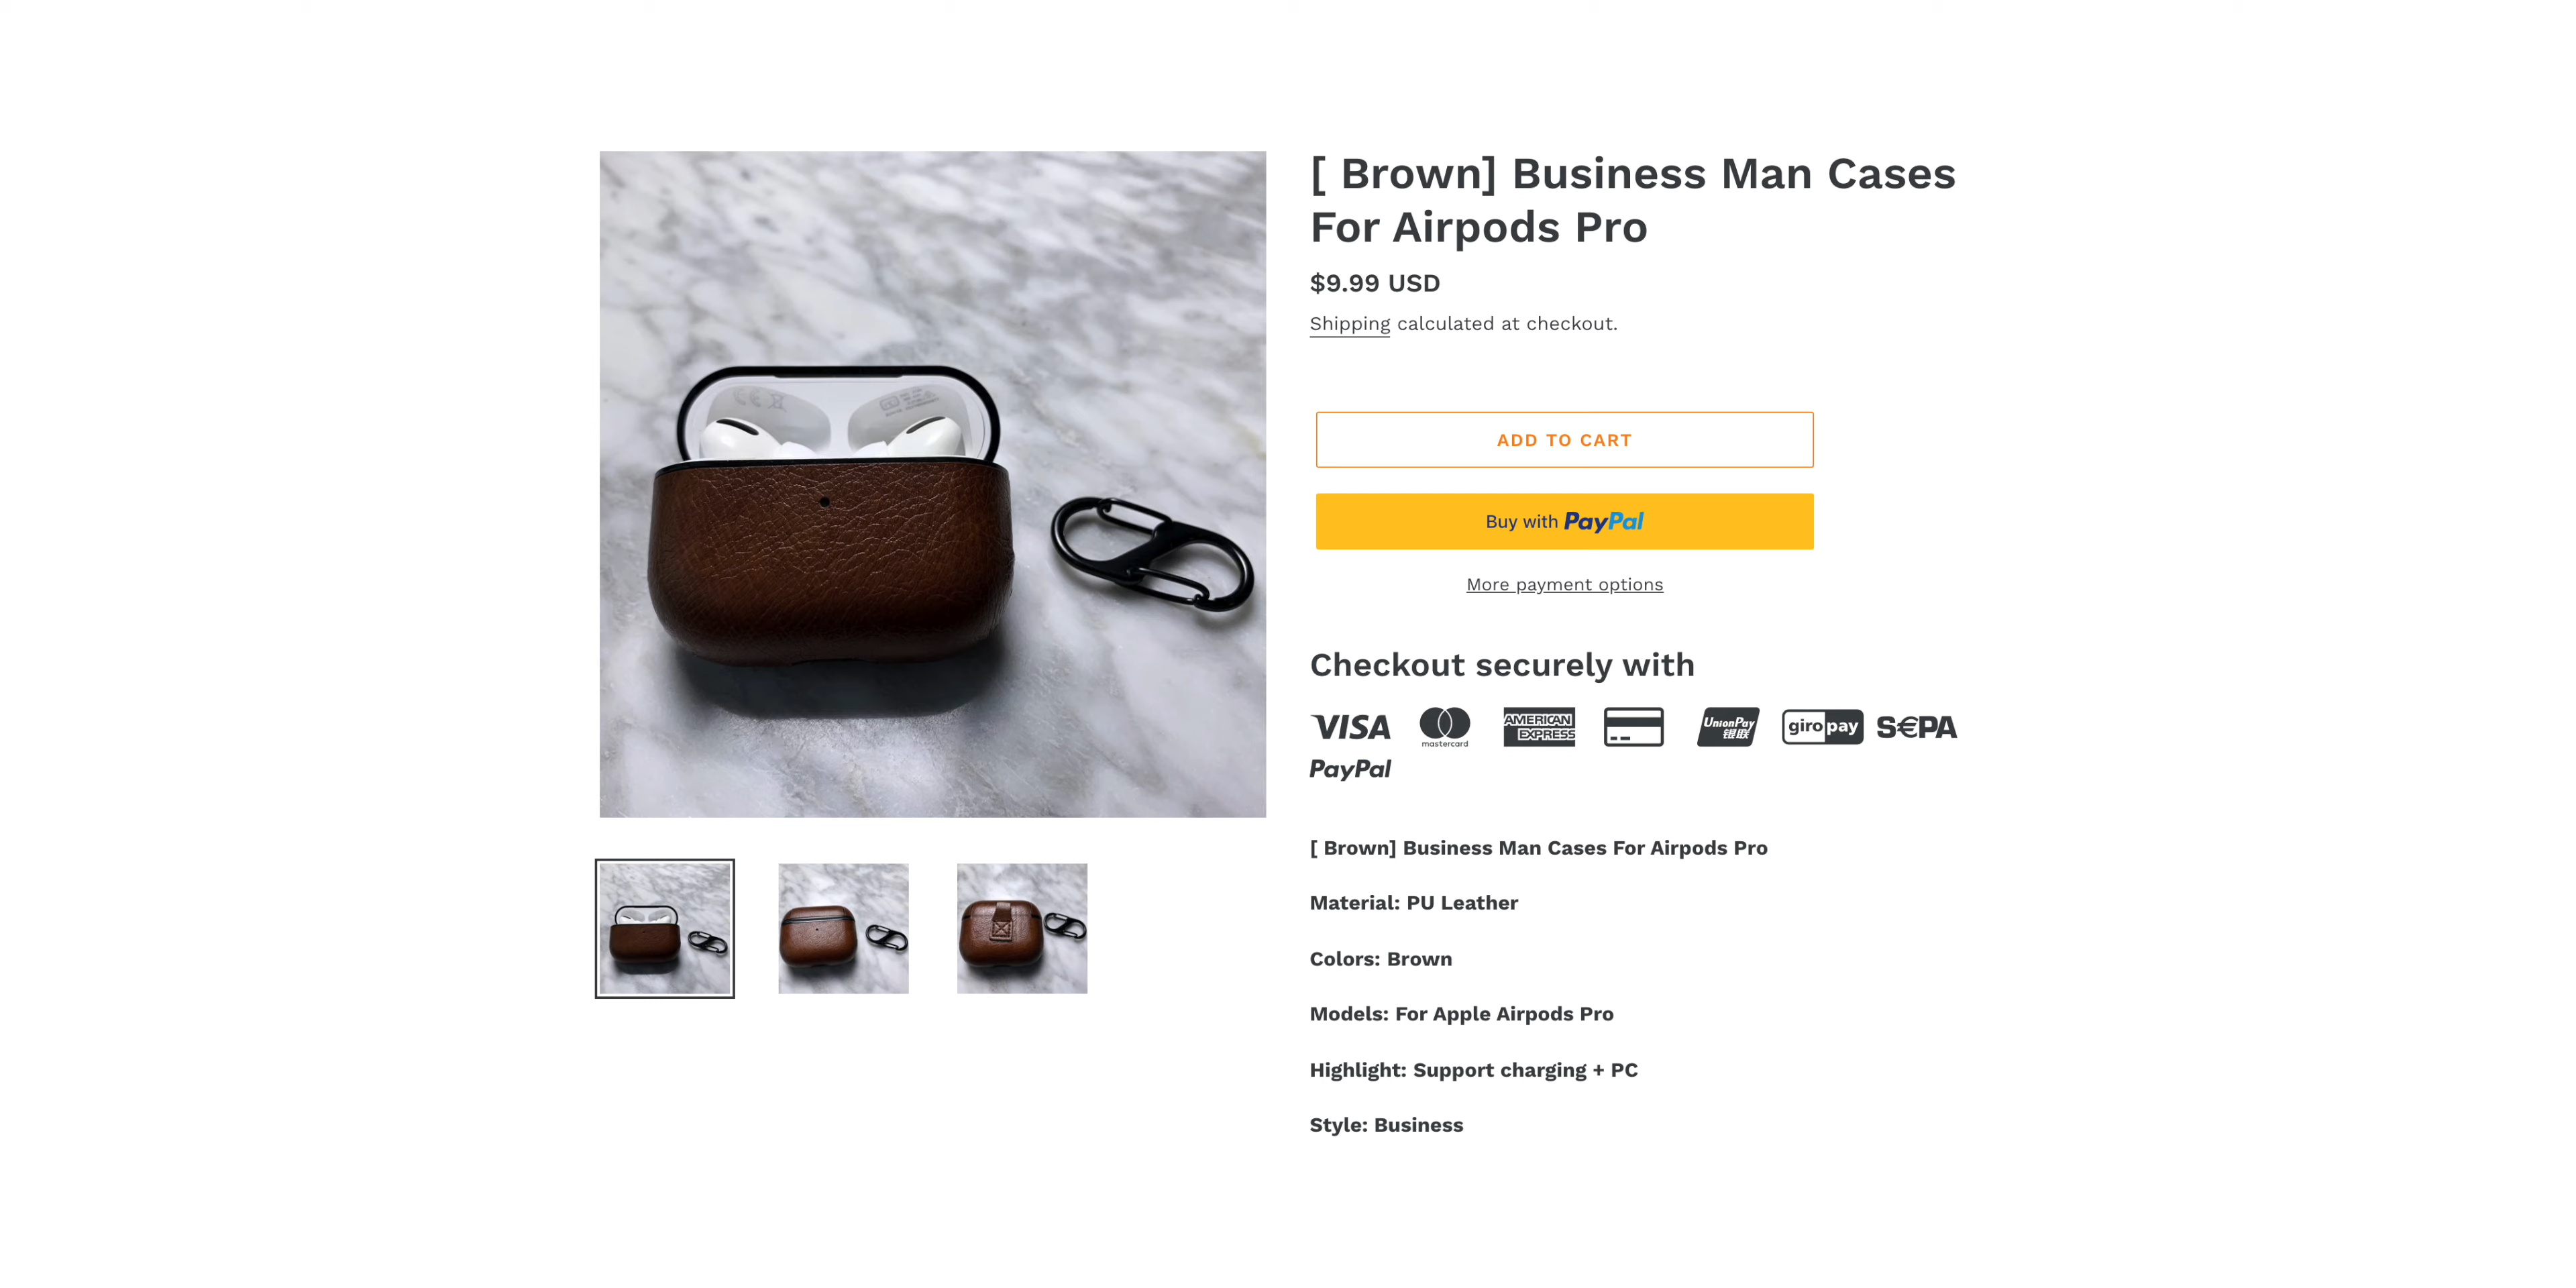 [ Brown] Business Man Cases
For Airpods Pro
$9.99 USD
Shipping calculated at checkout.
ADD TO CART
Buy with PayPal
More payment options
Checkout securely with
VISA mastercard AMERICAN EXPRESS UnionPay 银联 giropay S€PA
PayPal
[ Brown] Business Man Cases For Airpods Pro
Material: PU Leather
Colors: Brown
Models: For Apple Airpods Pro
Highlight: Support charging + PC
Style: Business